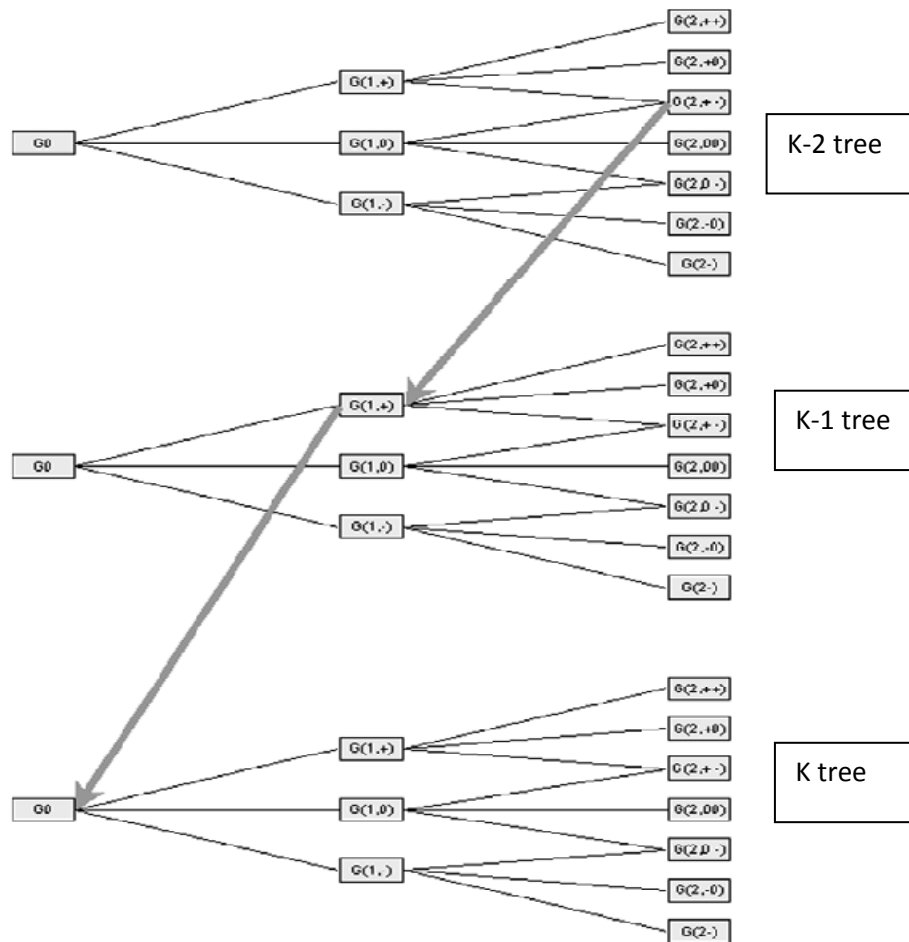 G(2,++)
G(2,+0)
G(1,+)
G(2,+-)
G0
G(1,0)
G(2,00)
K-2 tree
G(2,0-)
G(1,-)
G(2,-0)
G(2-)
G(2,++)
G(2,+0)
G(1,+)
G(2,+-)
K-1 tree
G0
G(1,0)
G(2,00)
G(2,0-)
G(1,-)
G(2,-0)
G(2-)
G(2,++)
G(2,+0)
G(1,+)
G(2,+-)
K tree
G0
G(1,0)
G(2,00)
G(2,0-)
G(1,)
G(2,-0)
G(2-)